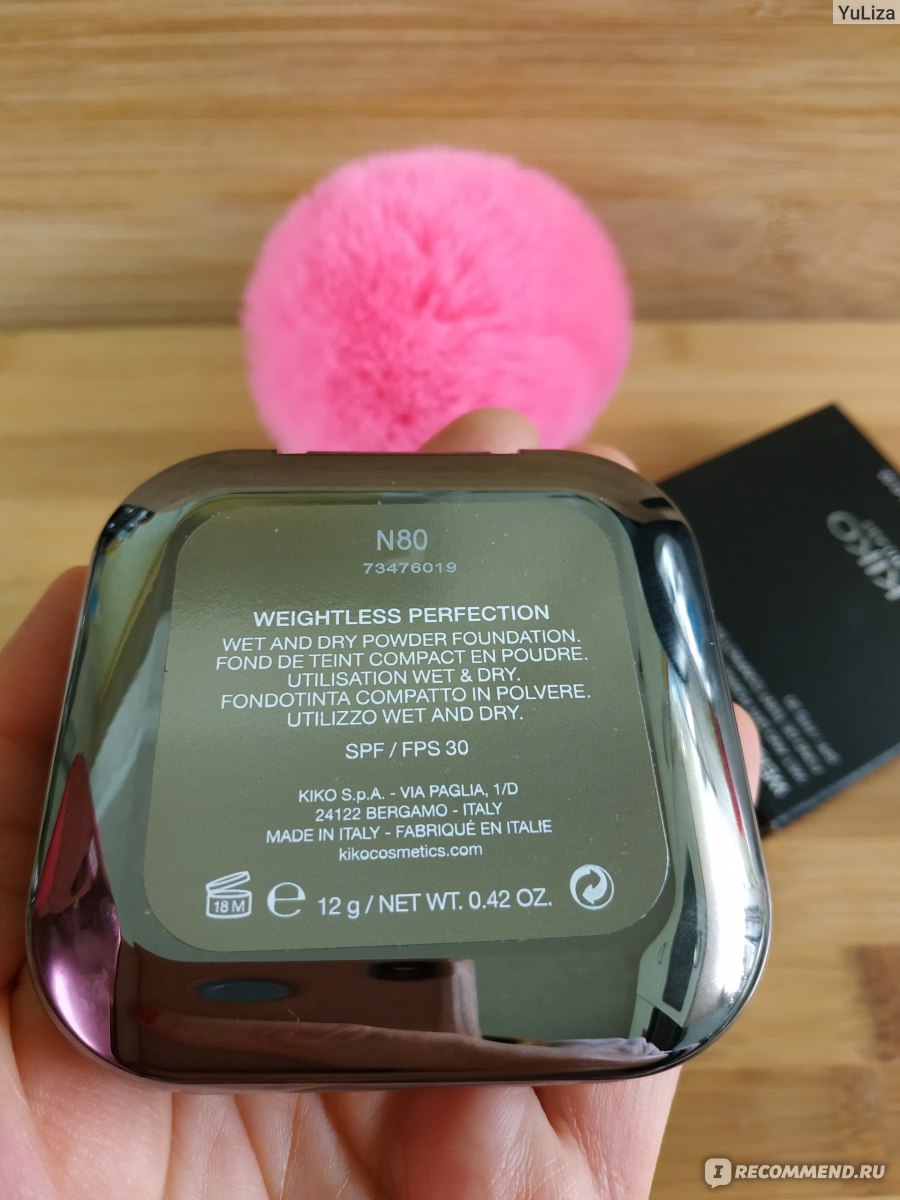 YuLiza
N80
73476019
WEIGHTLESS PERFECTION
WET AND DRY POWDER FOUNDATION.
FOND DE TEINT COMPACT EN POUDRE.
UTILISATION WET & DRY.
FONDOTINTA COMPATTO IN POLVERE.
UTILIZZO WET AND DRY.
SPF / FPS 30
KIKO S.p.A. - VIA PAGLIA, 1/D
24122 BERGAMO - ITALY
MADE IN ITALY - FABRIQUÉ EN ITALIE
kikocosmetics.com
18 M e 12 g / NET WT. 0.42 OZ.
KIKO
IRECOMMEND.RU